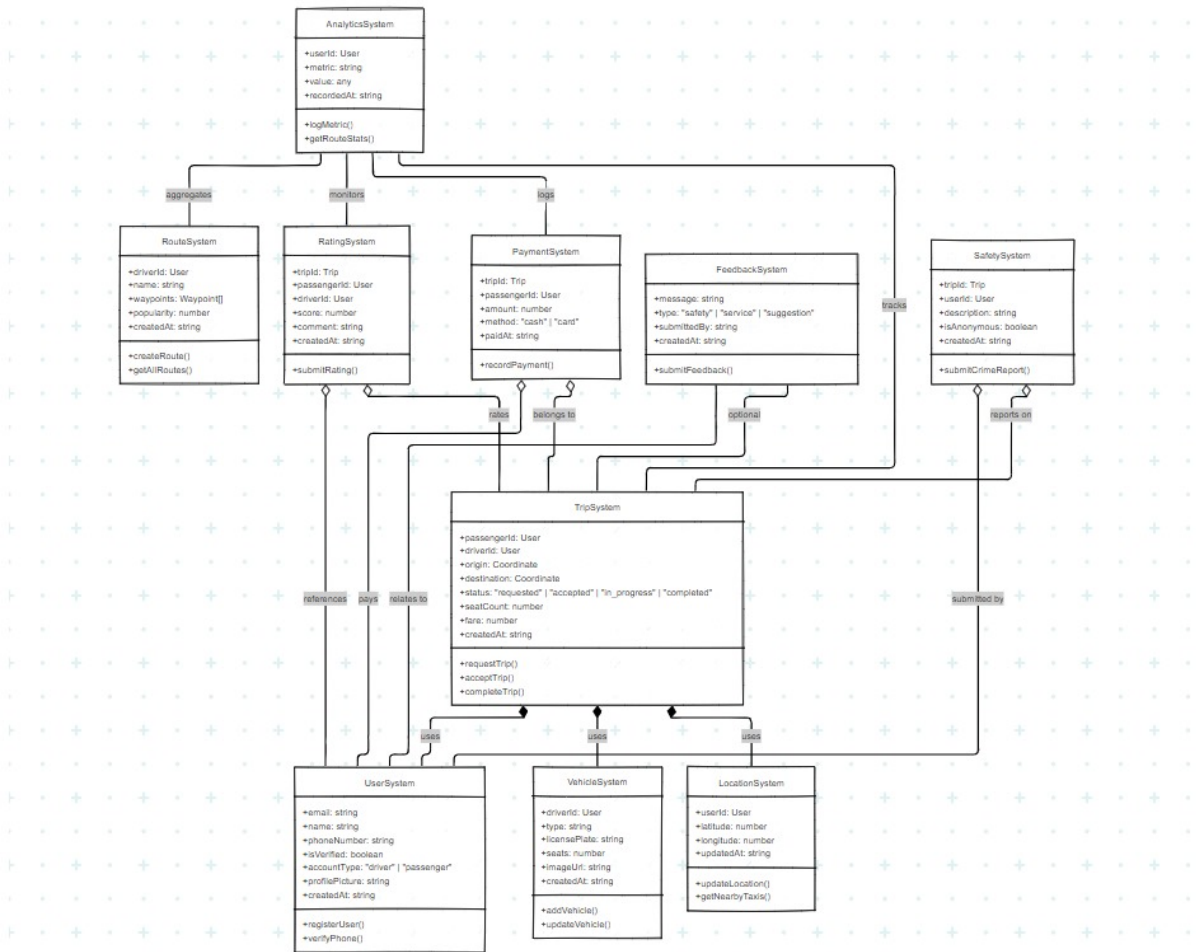 AnalyticsSystem
+userId: User
+metric: string
+value: any
+recordedAt: string
+logMetric()
+getRouteStats()
aggregates
monitors
logs
tracks
RouteSystem
+driverId: User
+name: string
+waypoints: Waypoint[]
+popularity: number
+createdAt: string
+createRoute()
+getAllRoutes()
RatingSystem
+tripId: Trip
+passengerId: User
+driverId: User
+score: number
+comment: string
+createdAt: string
+submitRating()
PaymentSystem
+tripId: Trip
+passengerId: User
+amount: number
+method: "cash" | "card"
+paidAt: string
+recordPayment()
FeedbackSystem
+message: string
+type: "safety" | "service" | "suggestion"
+submittedBy: string
+createdAt: string
+submitFeedback()
SafetySystem
+tripId: Trip
+userId: User
+description: string
+isAnonymous: boolean
+createdAt: string
+submitCrimeReport()
rates
belongs to
optional
reports on
TripSystem
+passengerId: User
+driverId: User
+origin: Coordinate
+destination: Coordinate
+status: "requested" | "accepted" | "in_progress" | "completed"
+seatCount: number
+fare: number
+createdAt: string
+requestTrip()
+acceptTrip()
+completeTrip()
references
pays
relates to
submitted by
uses
uses
uses
UserSystem
+email: string
+name: string
+phoneNumber: string
+isVerified: boolean
+accountType: "driver" | "passenger"
+profilePicture: string
+createdAt: string
+registerUser()
+verifyPhone()
VehicleSystem
+driverId: User
+type: string
+licensePlate: string
+seats: number
+imageUrl: string
+createdAt: string
+addVehicle()
+updateVehicle()
LocationSystem
+userId: User
+latitude: number
+longitude: number
+updatedAt: string
+updateLocation()
+getNearbyTaxis()